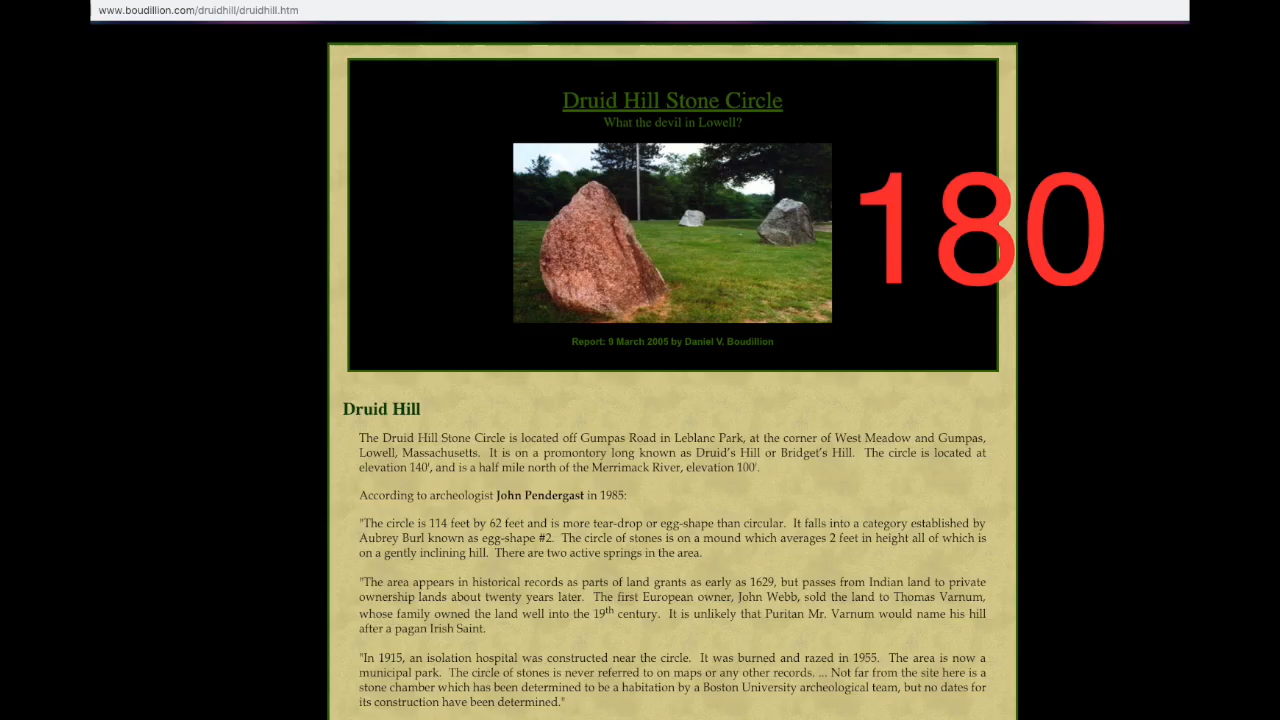 www.boudillion.com/druidhill/druidhill.htm
Druid Hill Stone Circle
What the devil in Lowell?
180
Report: 9 March 2005 by Daniel V. Boudillion
Druid Hill
The Druid Hill Stone Circle is located off Gumpas Road in Leblanc Park, at the corner of West Meadow and Gumpas,
Lowell, Massachusetts. It is on a promontory long known as Druid's Hill or Bridget's Hill. The circle is located at
elevation 140', and is a half mile north of the Merrimack River, elevation 100'.
According to archeologist John Pendergast in 1985:
"The circle is 114 feet by 62 feet and is more tear-drop or egg-shape than circular. It falls into a category established by
Aubrey Burl known as egg-shape #2. The circle of stones is on a mound which averages 2 feet in height all of which is
on a gently inclining hill. There are two active springs in the area.
"The area appears in historical records as parts of land grants as early as 1629, but passes from Indian land to private
ownership lands about twenty years later. The first European owner, John Webb, sold the land to Thomas Varnum,
whose family owned the land well into the 19th century. It is unlikely that Puritan Mr. Varnum would name his hill
after a pagan Irish Saint.
"In 1915, an isolation hospital was constructed near the circle. It was burned and razed in 1955. The area is now a
municipal park. The circle of stones is never referred to on maps or any other records. ... Not far from the site here is a
stone chamber which has been determined to be a habitation by a Boston University archeological team, but no dates for
its construction have been determined."